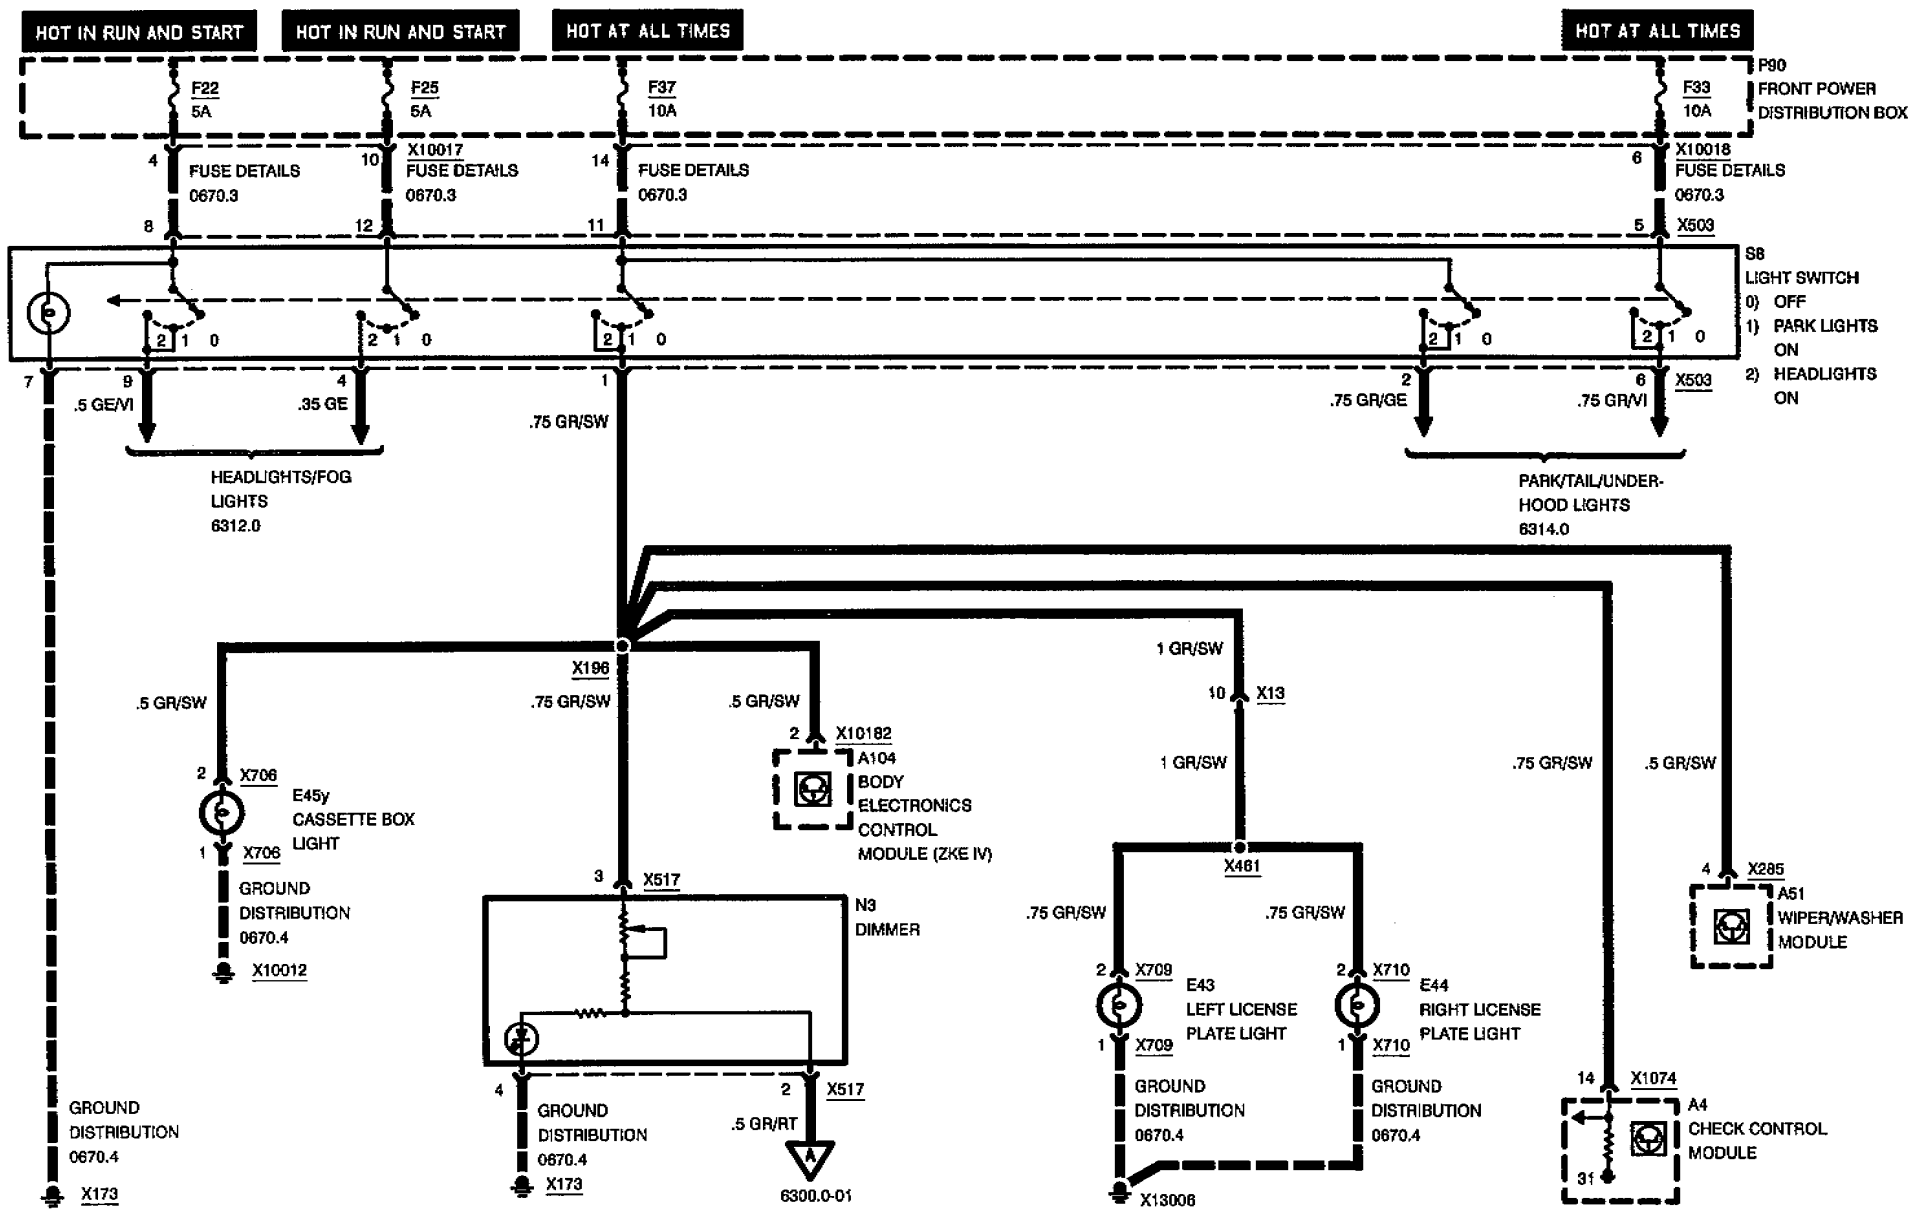 HOT IN RUN AND START
HOT IN RUN AND START
HOT AT ALL TIMES
HOT AT ALL TIMES
F22
5A
F25
5A
F37
10A
F33
10A
P90
FRONT POWER
DISTRIBUTION BOX
4
FUSE DETAILS
0670.3
10
X10017
FUSE DETAILS
0670.3
14
FUSE DETAILS
0670.3
6
X10018
FUSE DETAILS
0670.3
8
12
11
5
X503
S8
LIGHT SWITCH
0) OFF
1) PARK LIGHTS
ON
2) HEADLIGHTS
ON
2 1 0
2 1 0
2 1 0
2 1 0
2 1 0
7
9
4
1
2
6
X503
.5 GE/VI
.35 GE
.75 GR/SW
.75 GR/GE
.75 GR/VI
HEADLIGHTS/FOG
LIGHTS
6312.0
PARK/TAIL/UNDER-
HOOD LIGHTS
6314.0
X196
.5 GR/SW
.75 GR/SW
.5 GR/SW
1 GR/SW
10
X13
1 GR/SW
.75 GR/SW
.5 GR/SW
2
X10182
A104
BODY
ELECTRONICS
CONTROL
MODULE (ZKE IV)
2
X706
E45y
CASSETTE BOX
LIGHT
1
X706
GROUND
DISTRIBUTION
0670.4
X10012
3
X517
N3
DIMMER
4
2
X517
GROUND
DISTRIBUTION
0670.4
X173
.5 GR/RT
A
6300.0-01
X461
.75 GR/SW
.75 GR/SW
2
X709
E43
LEFT LICENSE
PLATE LIGHT
1
X709
GROUND
DISTRIBUTION
0670.4
2
X710
E44
RIGHT LICENSE
PLATE LIGHT
1
X710
GROUND
DISTRIBUTION
0670.4
X13006
4
X285
A51
WIPER/WASHER
MODULE
14
X1074
A4
CHECK CONTROL
MODULE
31
GROUND
DISTRIBUTION
0670.4
X173